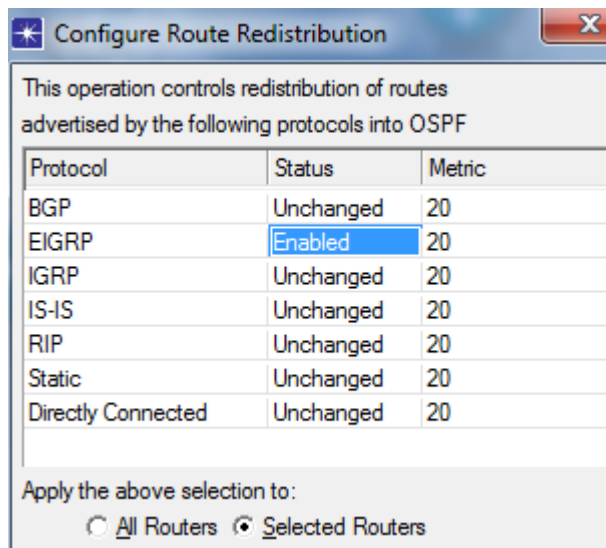 Configure Route Redistribution
This operation controls redistribution of routes
advertised by the following protocols into OSPF
Protocol Status Metric
BGP Unchanged 20
EIGRP Enabled 20
IGRP Unchanged 20
IS-IS Unchanged 20
RIP Unchanged 20
Static Unchanged 20
Directly Connected Unchanged 20
Apply the above selection to:
All Routers Selected Routers